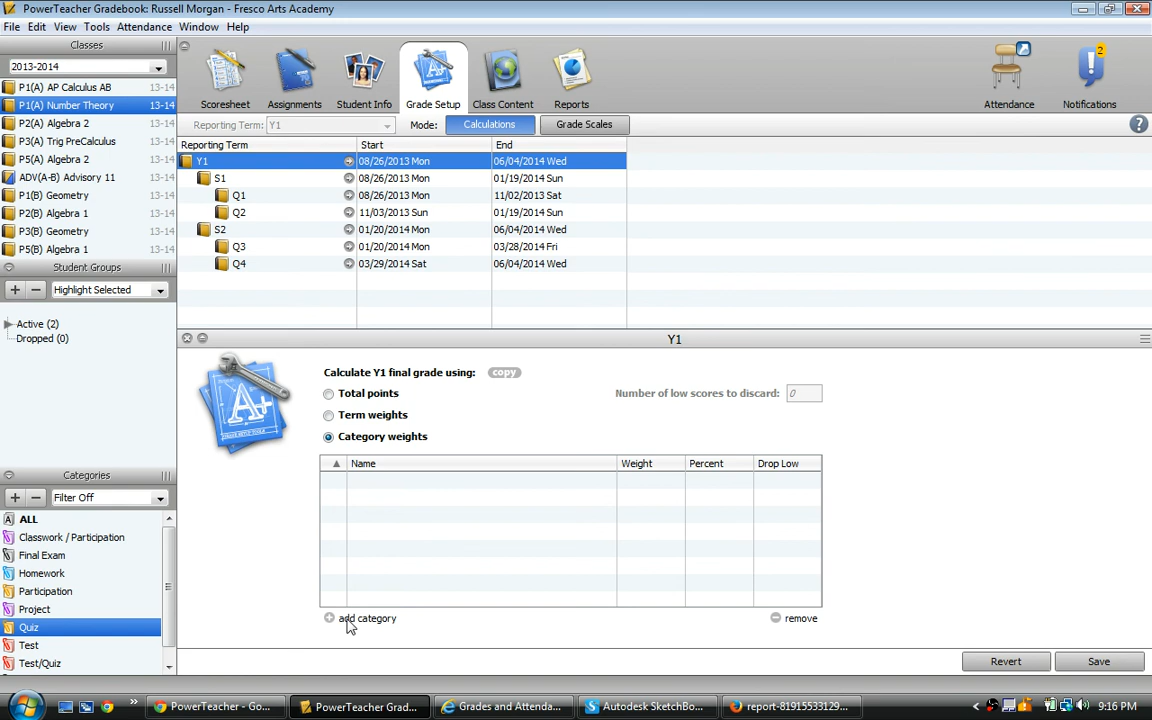 PowerTeacher Gradebook: Russell Morgan - Fresco Arts Academy
File Edit View Tools Attendance Window Help
Classes
2013-2014
P1(A) AP Calculus AB 13-14
P1(A) Number Theory 13-14
P2(A) Algebra 2 13-14
P3(A) Trig PreCalculus 13-14
P5(A) Algebra 2 13-14
ADV(A-B) Advisory 11 13-14
P1(B) Geometry 13-14
P2(B) Algebra 1 13-14
P3(B) Geometry 13-14
P5(B) Algebra 1 13-14
Student Groups
Highlight Selected
Active (2)
Dropped (0)
Categories
Filter Off
ALL
Classwork / Participation
Final Exam
Homework
Participation
Project
Quiz
Test
Test/Quiz
Scoresheet Assignments Student Info Grade Setup Class Content Reports Attendance Notifications
2
Reporting Term: Y1 Mode: Calculations Grade Scales ?
Reporting Term Start End
Y1 08/26/2013 Mon 06/04/2014 Wed
S1 08/26/2013 Mon 01/19/2014 Sun
Q1 08/26/2013 Mon 11/02/2013 Sat
Q2 11/03/2013 Sun 01/19/2014 Sun
S2 01/20/2014 Mon 06/04/2014 Wed
Q3 01/20/2014 Mon 03/28/2014 Fri
Q4 03/29/2014 Sat 06/04/2014 Wed
Y1
A+
Calculate Y1 final grade using: copy
Total points Number of low scores to discard: 0
Term weights
Category weights
Name Weight Percent Drop Low
add category remove
Revert Save
PowerTeacher - Go... PowerTeacher Grad... Grades and Attenda... Autodesk SketchBo... report-81915533129... 9:16 PM